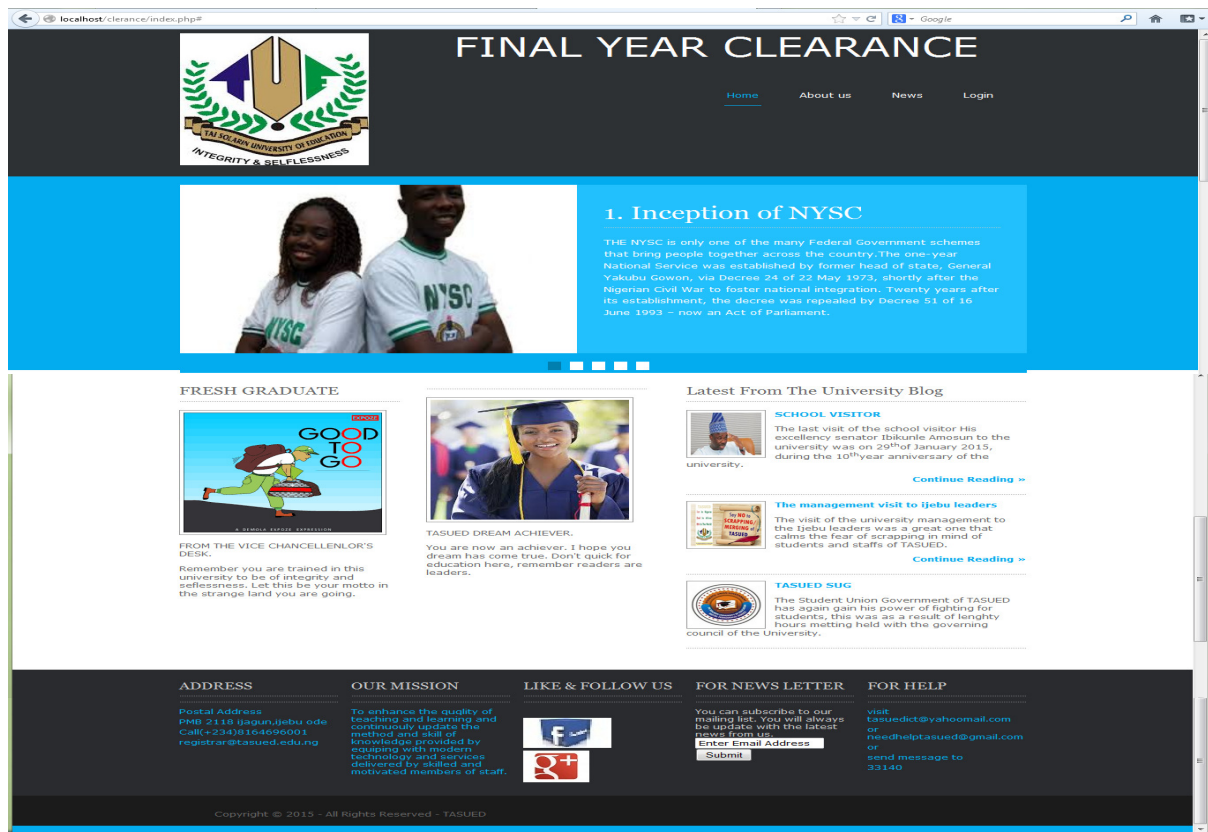 localhost/clerance/index.php#
Google
FINAL YEAR CLEARANCE
TAI SOLARIN UNIVERSITY OF EDUCATION
INTEGRITY & SELFLESSNESS
Home
About us
News
Login
NYSC
NYSC
1. Inception of NYSC
THE NYSC is only one of the many Federal Government schemes
that bring people together across the country.The one-year
National Service was established by former head of state, General
Yakubu Gowon, via Decree 24 of 22 May 1973, shortly after the
Nigerian Civil War to foster national integration. Twenty years after
its establishment, the decree was repealed by Decree 51 of 16
June 1993 – now an Act of Parliament.
FRESH GRADUATE
EXPOZE
GOOD
TO
GO
A DEMOLA EXPOZE EXPRESSION
FROM THE VICE CHANCELLENLOR'S
DESK.
Remember you are trained in this
university to be of integrity and
seflessness. Let this be your motto in
the strange land you are going.
TASUED DREAM ACHIEVER.
You are now an achiever. I hope you
dream has come true. Don't quick for
education here, remember readers are
leaders.
Latest From The University Blog
SCHOOL VISITOR
The last visit of the school visitor His
excellency senator Ibikunle Amosun to the
university was on 29thof January 2015,
during the 10thyear anniversary of the
university.
Continue Reading »
Say NO to
SCRAPPING/
MERGING of
TASUED
The management visit to ijebu leaders
The visit of the university management to
the Ijebu leaders was a great one that
calms the fear of scrapping in mind of
students and staffs of TASUED.
Continue Reading »
TASUED SUG
The Student Union Government of TASUED
has again gain his power of fighting for
students, this was as a result of lenghty
hours metting held with the governing
council of the University.
ADDRESS
Postal Address
PMB 2118 ijagun,ijebu ode
Call(+234)8164696001
registrar@tasued.edu.ng
OUR MISSION
To enhance the quqlity of
teaching and learning and
continuouly update the
method and skill of
knowledge provided by
equiping with modern
technology and services
delivered by skilled and
motivated members of staff.
LIKE & FOLLOW US
FOR NEWS LETTER
You can subscribe to our
mailing list. You will always
be update with the latest
news from us.
Enter Email Address
Submit
FOR HELP
visit
tasuedict@yahoomail.com
or
needhelptasued@gmail.com
or
send message to
33140
Copyright © 2015 - All Rights Reserved - TASUED